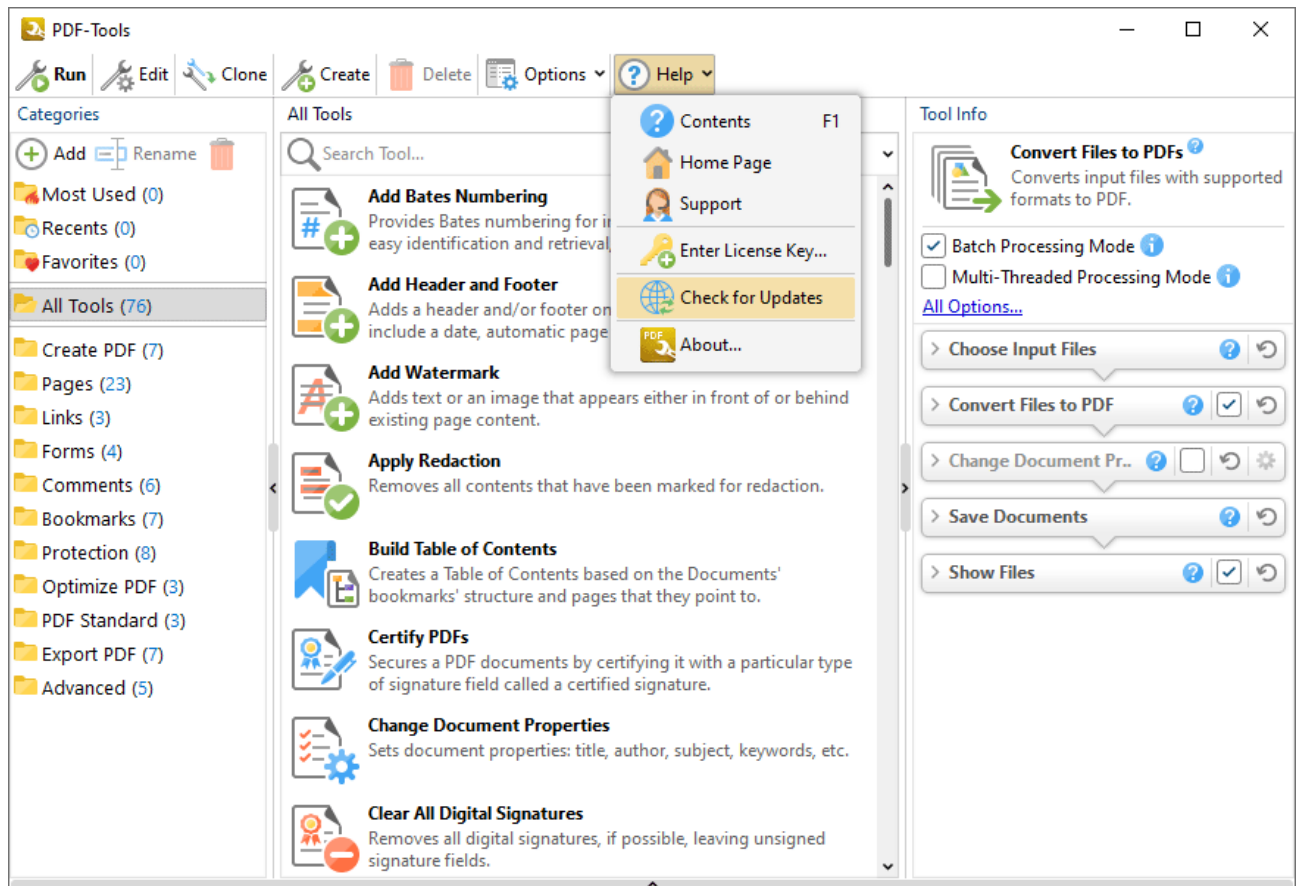 PDF-Tools
Run Edit Clone Create Delete Options Help
Categories
Add Rename
Most Used (0)
Recents (0)
Favorites (0)
All Tools (76)
Create PDF (7)
Pages (23)
Links (3)
Forms (4)
Comments (6)
Bookmarks (7)
Protection (8)
Optimize PDF (3)
PDF Standard (3)
Export PDF (7)
Advanced (5)
All Tools
Search Tool...
Add Bates Numbering
Provides Bates numbering for i
easy identification and retrieval,
Add Header and Footer
Adds a header and/or footer on
include a date, automatic page
Add Watermark
Adds text or an image that appears either in front of or behind
existing page content.
Apply Redaction
Removes all contents that have been marked for redaction.
Build Table of Contents
Creates a Table of Contents based on the Documents'
bookmarks' structure and pages that they point to.
Certify PDFs
Secures a PDF documents by certifying it with a particular type
of signature field called a certified signature.
Change Document Properties
Sets document properties: title, author, subject, keywords, etc.
Clear All Digital Signatures
Removes all digital signatures, if possible, leaving unsigned
signature fields.
Contents F1
Home Page
Support
Enter License Key...
Check for Updates
PDF
About...
Tool Info
Convert Files to PDFs
Converts input files with supported
formats to PDF.
Batch Processing Mode
Multi-Threaded Processing Mode
All Options...
Choose Input Files
Convert Files to PDF
Change Document Pr..
Save Documents
Show Files